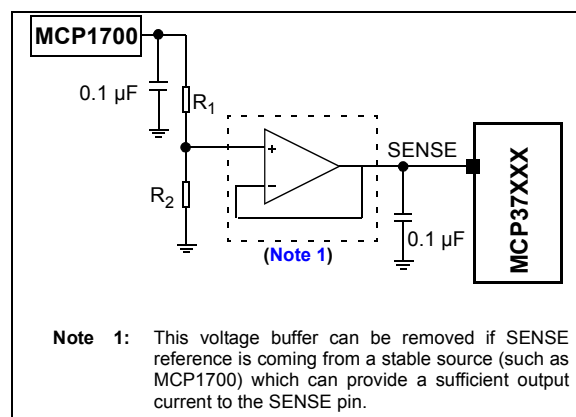 MCP1700
0.1 µF
R1
R2
+
–
SENSE
0.1 µF
MCP37XXX
(Note 1)
Note 1: This voltage buffer can be removed if SENSE
reference is coming from a stable source (such as
MCP1700) which can provide a sufficient output
current to the SENSE pin.